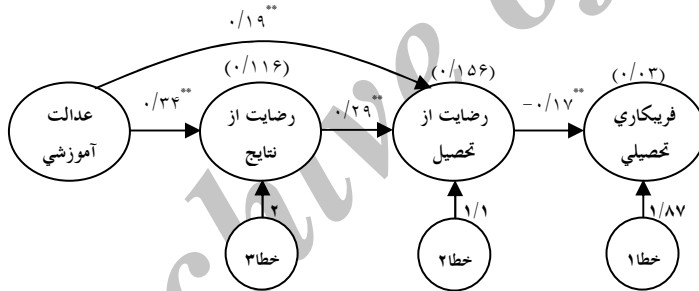 ۰/۱۹**
(۰/۱۱۶)
(۰/۱۵۶)
(۰/۰۳)
عدالت
آموزشي
۰/۳۴**
رضايت از
نتايج
۰/۲۹**
رضايت از
تحصيل
-۰/۱۷**
فريبكاري
تحصيلي
۲
۱/۱
۱/۸۷
خطا۳
خطا۲
خطا۱